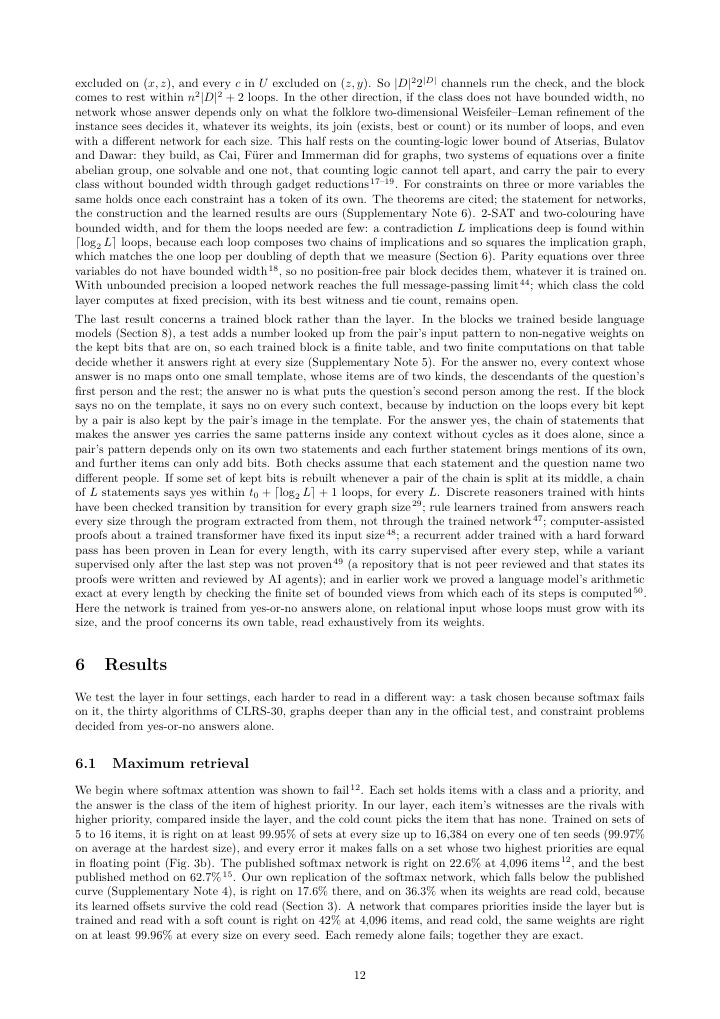 excluded on (x, z), and every c in U excluded on (z, y). So |D|²2^|D| channels run the check, and the block
comes to rest within n²|D|² + 2 loops. In the other direction, if the class does not have bounded width, no
network whose answer depends only on what the folklore two-dimensional Weisfeiler–Leman refinement of the
instance sees decides it, whatever its weights, its join (exists, best or count) or its number of loops, and even
with a different network for each size. This half rests on the counting-logic lower bound of Atserias, Bulatov
and Dawar: they build, as Cai, Fürer and Immerman did for graphs, two systems of equations over a finite
abelian group, one solvable and one not, that counting logic cannot tell apart, and carry the pair to every
class without bounded width through gadget reductions¹⁷⁻¹⁹. For constraints on three or more variables the
same holds once each constraint has a token of its own. The theorems are cited; the statement for networks,
the construction and the learned results are ours (Supplementary Note 6). 2-SAT and two-colouring have
bounded width, and for them the loops needed are few: a contradiction L implications deep is found within
⌈log₂ L⌉ loops, because each loop composes two chains of implications and so squares the implication graph,
which matches the one loop per doubling of depth that we measure (Section 6). Parity equations over three
variables do not have bounded width¹⁸, so no position-free pair block decides them, whatever it is trained on.
With unbounded precision a looped network reaches the full message-passing limit⁴⁴; which class the cold
layer computes at fixed precision, with its best witness and tie count, remains open.
The last result concerns a trained block rather than the layer. In the blocks we trained beside language
models (Section 8), a test adds a number looked up from the pair's input pattern to non-negative weights on
the kept bits that are on, so each trained block is a finite table, and two finite computations on that table
decide whether it answers right at every size (Supplementary Note 5). For the answer no, every context whose
answer is no maps onto one small template, whose items are of two kinds, the descendants of the question's
first person and the rest; the answer no is what puts the question's second person among the rest. If the block
says no on the template, it says no on every such context, because by induction on the loops every bit kept
by a pair is also kept by the pair's image in the template. For the answer yes, the chain of statements that
makes the answer yes carries the same patterns inside any context without cycles as it does alone, since a
pair's pattern depends only on its own two statements and each further statement brings mentions of its own,
and further items can only add bits. Both checks assume that each statement and the question name two
different people. If some set of kept bits is rebuilt whenever a pair of the chain is split at its middle, a chain
of L statements says yes within t₀ + ⌈log₂ L⌉ + 1 loops, for every L. Discrete reasoners trained with hints
have been checked transition by transition for every graph size²⁹; rule learners trained from answers reach
every size through the program extracted from them, not through the trained network⁴⁷; computer-assisted
proofs about a trained transformer have fixed its input size⁴⁸; a recurrent adder trained with a hard forward
pass has been proven in Lean for every length, with its carry supervised after every step, while a variant
supervised only after the last step was not proven⁴⁹ (a repository that is not peer reviewed and that states its
proofs were written and reviewed by AI agents); and in earlier work we proved a language model's arithmetic
exact at every length by checking the finite set of bounded views from which each of its steps is computed⁵⁰.
Here the network is trained from yes-or-no answers alone, on relational input whose loops must grow with its
size, and the proof concerns its own table, read exhaustively from its weights.
6 Results
We test the layer in four settings, each harder to read in a different way: a task chosen because softmax fails
on it, the thirty algorithms of CLRS-30, graphs deeper than any in the official test, and constraint problems
decided from yes-or-no answers alone.
6.1 Maximum retrieval
We begin where softmax attention was shown to fail¹². Each set holds items with a class and a priority, and
the answer is the class of the item of highest priority. In our layer, each item's witnesses are the rivals with
higher priority, compared inside the layer, and the cold count picks the item that has none. Trained on sets of
5 to 16 items, it is right on at least 99.95% of sets at every size up to 16,384 on every one of ten seeds (99.97%
on average at the hardest size), and every error it makes falls on a set whose two highest priorities are equal
in floating point (Fig. 3b). The published softmax network is right on 22.6% at 4,096 items¹², and the best
published method on 62.7%¹⁵. Our own replication of the softmax network, which falls below the published
curve (Supplementary Note 4), is right on 17.6% there, and on 36.3% when its weights are read cold, because
its learned offsets survive the cold read (Section 3). A network that compares priorities inside the layer but is
trained and read with a soft count is right on 42% at 4,096 items, and read cold, the same weights are right
on at least 99.96% at every size on every seed. Each remedy alone fails; together they are exact.
12